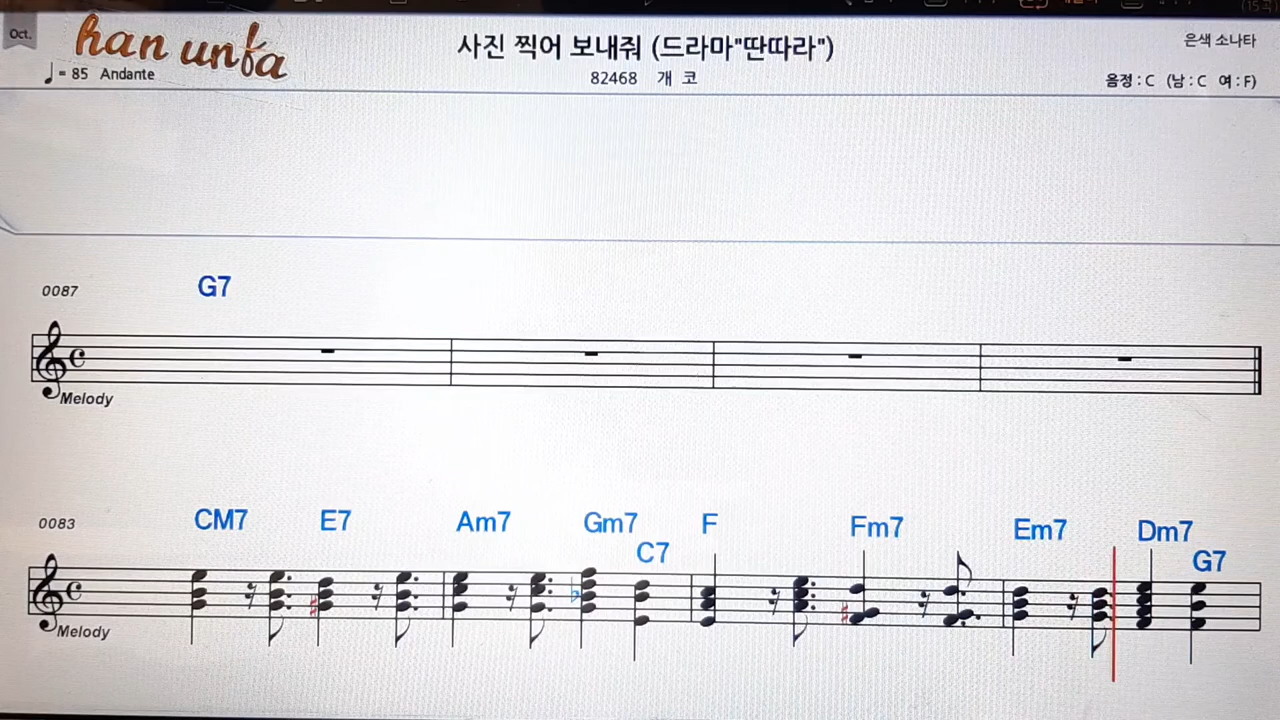 Oct.
han unfa
= 85 Andante
사진 찍어 보내줘 (드라마"딴따라")
82468 개 코
은색 소나타
음정 : C (남 : C 여 : F)
0087
G7
Melody
0083
CM7 E7 Am7 Gm7 C7 F Fm7 Em7 Dm7 G7
Melody